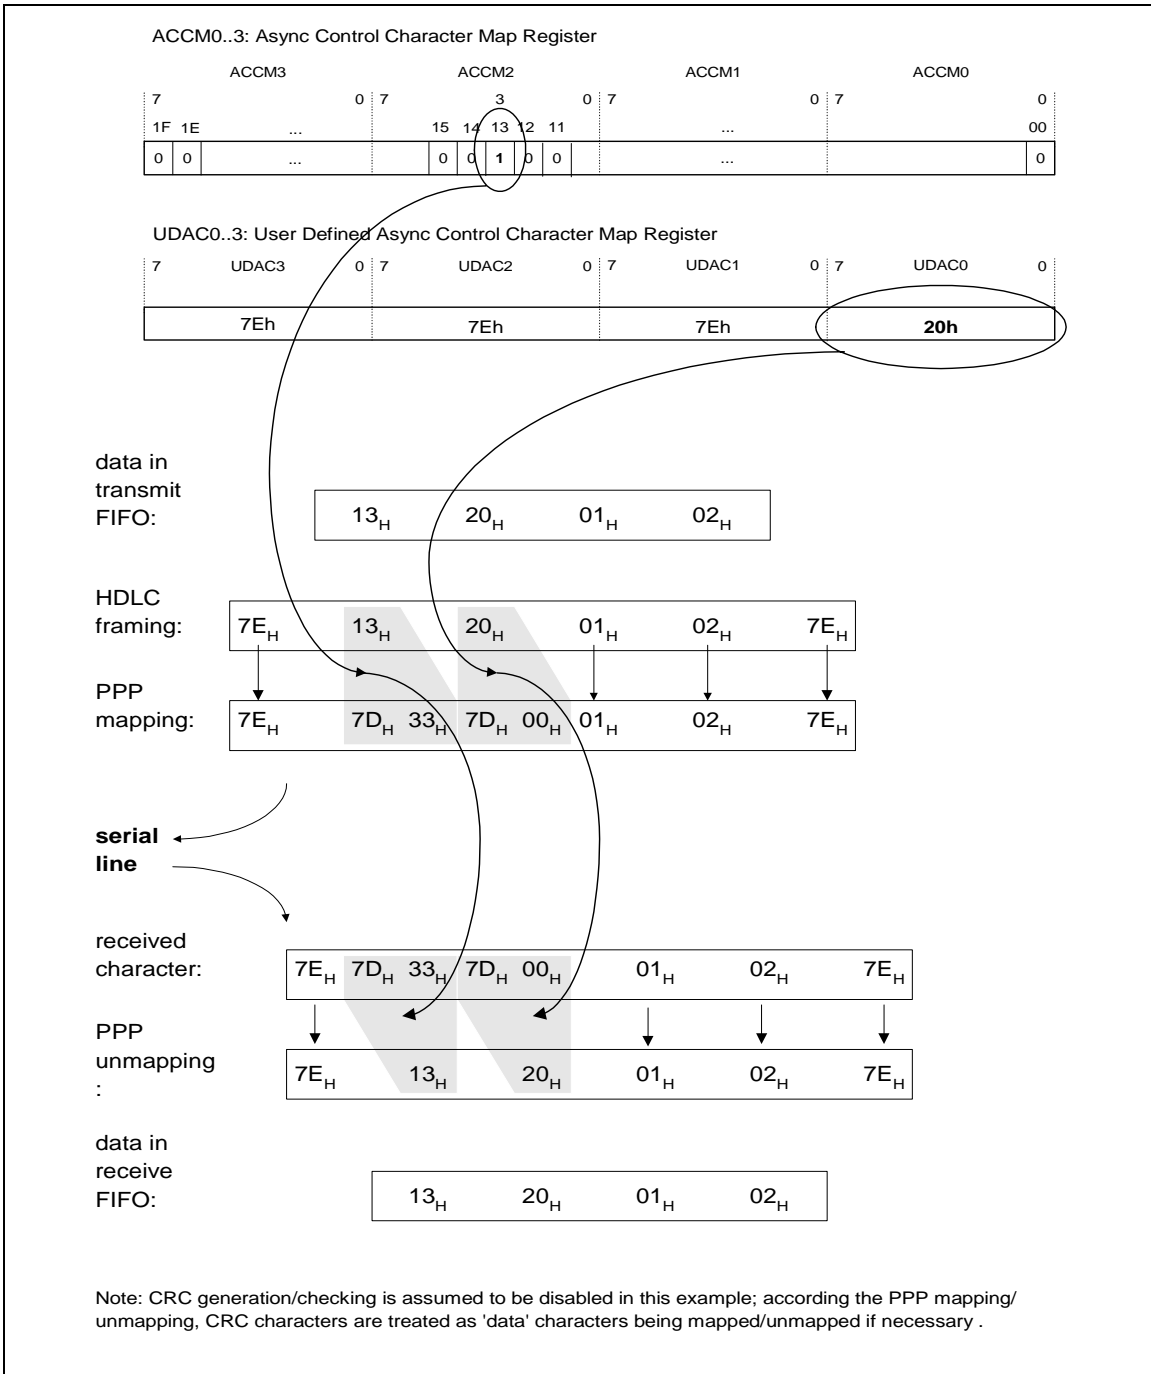 ACCM0..3: Async Control Character Map Register
ACCM3 ACCM2 ACCM1 ACCM0
7 0 7 3 0 7 0 7 0
1F 1E ... 15 14 13 12 11 ... 00
0 0 ... 0 0 1 0 0 ... 0
UDAC0..3: User Defined Async Control Character Map Register
7 UDAC3 0 7 UDAC2 0 7 UDAC1 0 7 UDAC0 0
7Eh 7Eh 7Eh 20h
data in
transmit
FIFO:
13H 20H 01H 02H
HDLC
framing:
7EH 13H 20H 01H 02H 7EH
PPP
mapping:
7EH 7DH 33H 7DH 00H 01H 02H 7EH
serial
line
received
character:
7EH 7DH 33H 7DH 00H 01H 02H 7EH
PPP
unmapping
:
7EH 13H 20H 01H 02H 7EH
data in
receive
FIFO:
13H 20H 01H 02H
Note: CRC generation/checking is assumed to be disabled in this example; according the PPP mapping/
unmapping, CRC characters are treated as 'data' characters being mapped/unmapped if necessary .